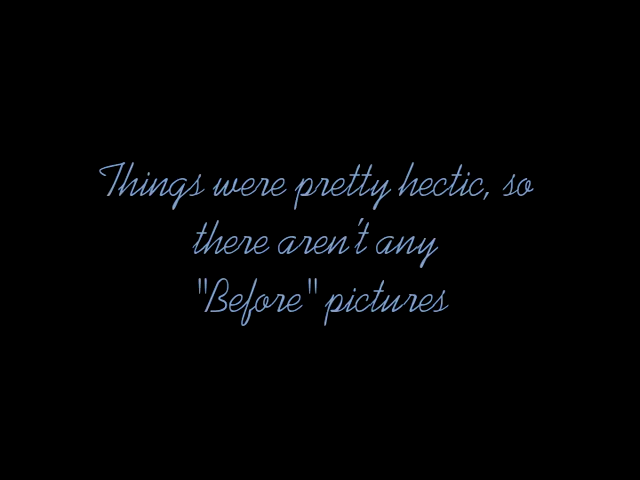 Things were pretty hectic, so
there aren't any
"Before" pictures